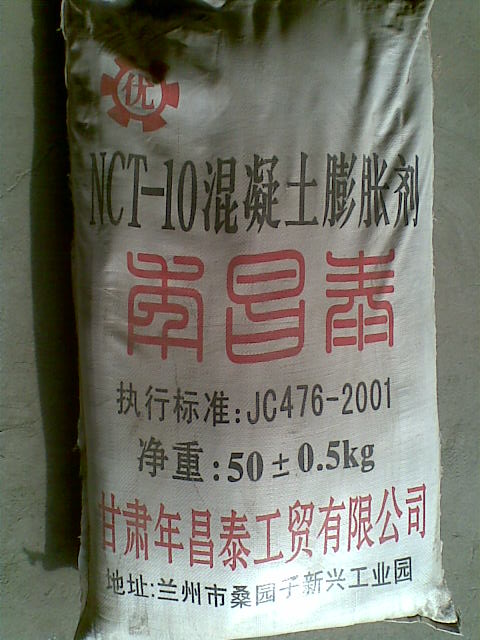 优
NCT-10混凝土膨胀剂
年昌泰
执行标准:JC476-2001
净重:50±0.5kg
甘肃年昌泰工贸有限公司
地址:兰州市桑园子新兴工业园